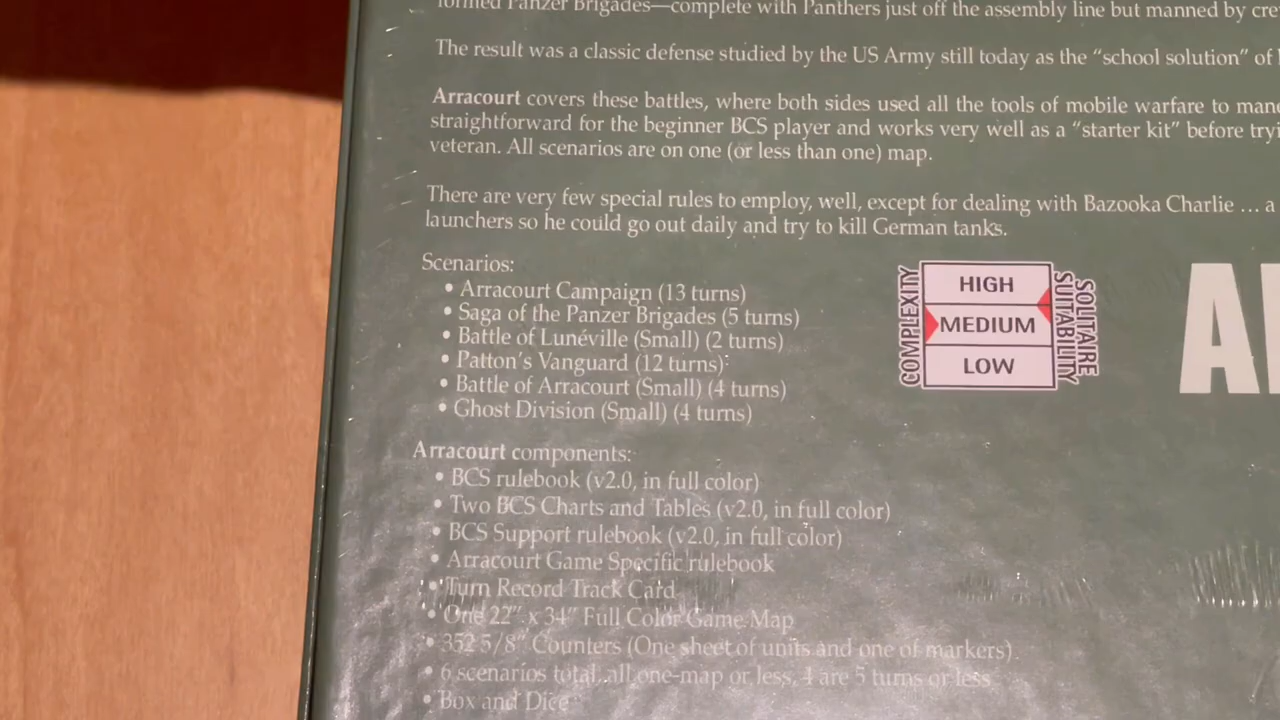 formed Panzer Brigades—complete with Panthers just off the assembly line but manned by cre
The result was a classic defense studied by the US Army still today as the “school solution” of
Arracourt covers these battles, where both sides used all the tools of mobile warfare to man
straightforward for the beginner BCS player and works very well as a “starter kit” before tryi
veteran. All scenarios are on one (or less than one) map.
There are very few special rules to employ, well, except for dealing with Bazooka Charlie … a
launchers so he could go out daily and try to kill German tanks.
Scenarios:
• Arracourt Campaign (13 turns)
• Saga of the Panzer Brigades (5 turns)
• Battle of Lunéville (Small) (2 turns)
• Patton’s Vanguard (12 turns)
• Battle of Arracourt (Small) (4 turns)
• Ghost Division (Small) (4 turns)
COMPLEXITY
HIGH
MEDIUM
LOW
SOLITAIRE
SUITABILITY
Arracourt components:
• BCS rulebook (v2.0, in full color)
• Two BCS Charts and Tables (v2.0, in full color)
• BCS Support rulebook (v2.0, in full color)
• Arracourt Game Specific rulebook
• Turn Record Track Card
• One 22” x 34” Full Color Game Map
• 352 5/8” Counters (One sheet of units and one of markers)
• 6 scenarios total, all one-map or less, 4 are 5 turns or less
• Box and Dice